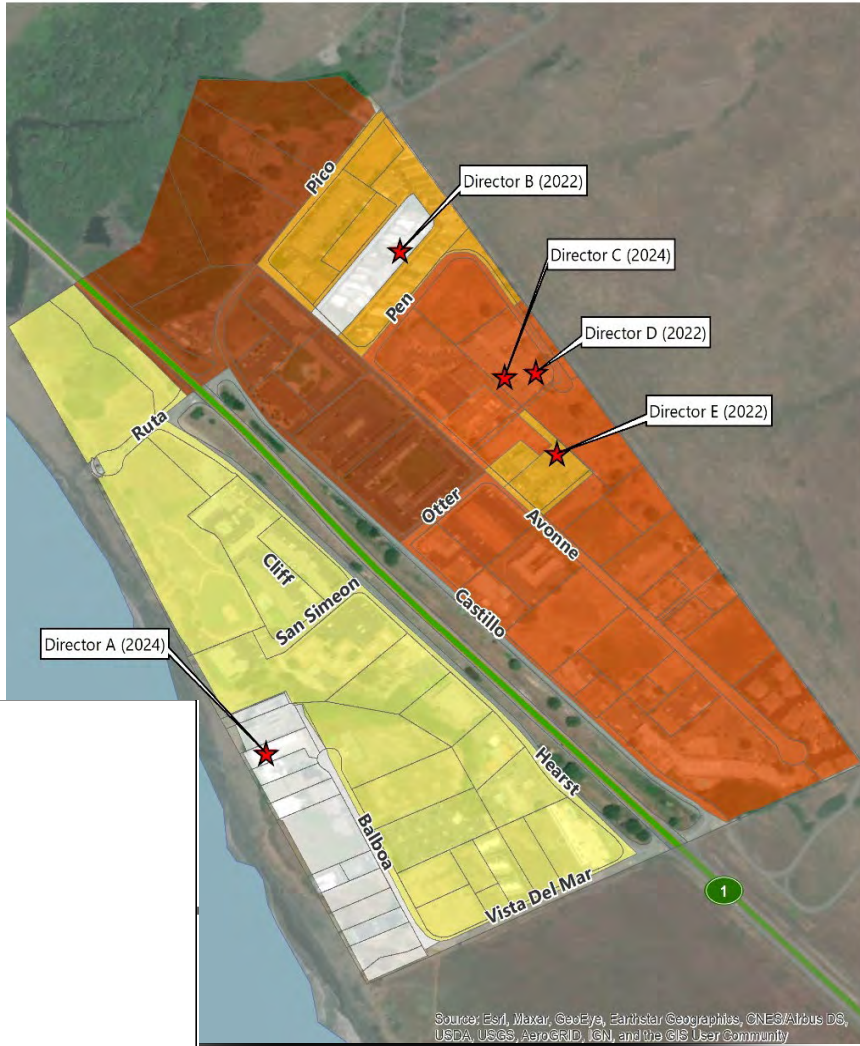 Pico
Director B (2022)
Director C (2024)
Pen
Director D (2022)
Director E (2022)
Ruta
Otter
Avonne
Cliff
San Simeon
Castillo
Director A (2024)
Hearst
Balboa
Vista Del Mar
1
Source: Esri, Maxar, GeoEye, Earthstar Geographics, CNES/Airbus DS,
USDA, USGS, AeroGRID, IGN, and the GIS User Community